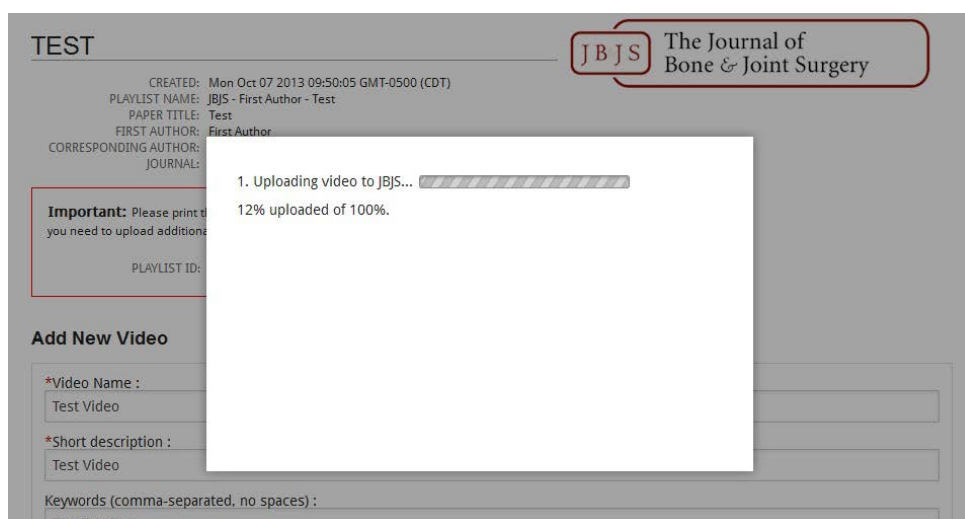 TEST
JBJS
The Journal of
Bone & Joint Surgery
CREATED: Mon Oct 07 2013 09:50:05 GMT-0500 (CDT)
PLAYLIST NAME: JBJS - First Author - Test
PAPER TITLE: Test
FIRST AUTHOR: First Author
CORRESPONDING AUTHOR:
JOURNAL:
1. Uploading video to JBJS...
12% uploaded of 100%.
Important: Please print
you need to upload
PLAYLIST ID:
Add New Video
*Video Name :
Test Video
*Short description :
Test Video
Keywords (comma-separated, no spaces) :